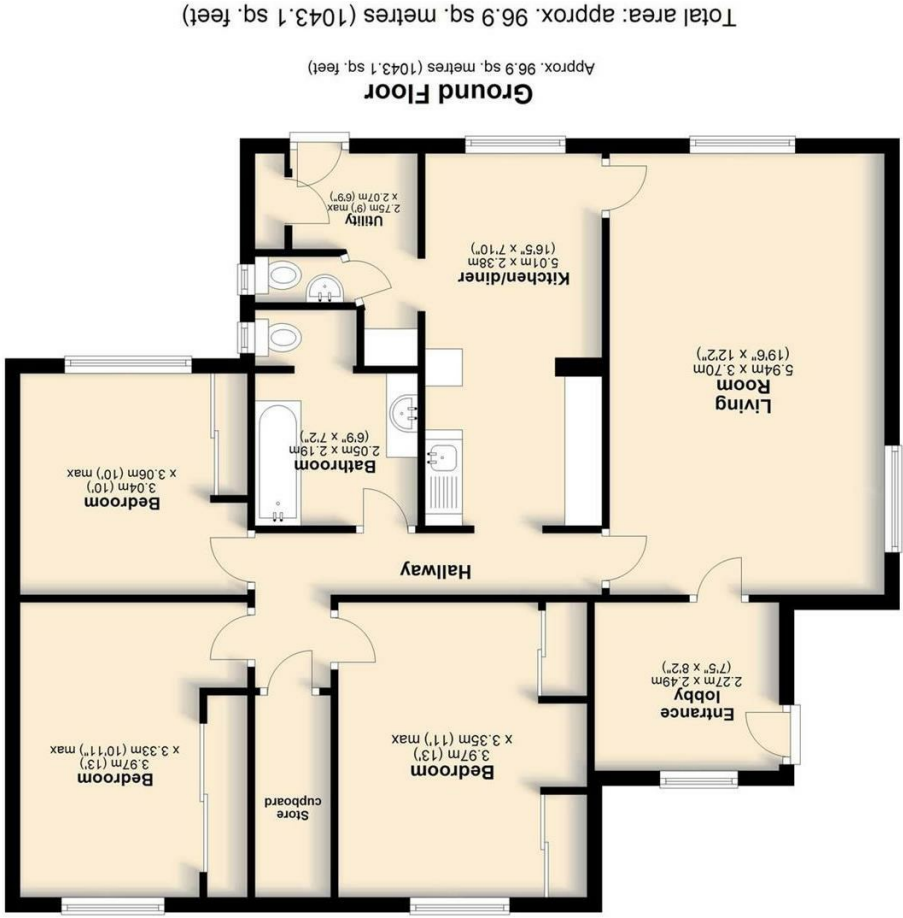 Entrance
lobby
2.27m x 2.49m
(7'5" x 8'2")
Bedroom
3.97m (13')
x 3.35m (11') max
Store
cupboard
Bedroom
3.97m (13')
x 3.33m (10'11") max
Hallway
Bedroom
3.04m (10')
x 3.06m (10') max
Bathroom
2.05m x 2.19m
(6'9" x 7'2")
Living
Room
5.94m x 3.70m
(19'6" x 12'2")
Kitchen/diner
5.01m x 2.38m
(16'5" x 7'10")
Utility
2.75m (9') max
x 2.07m (6'9")
Ground Floor
Approx. 96.9 sq. metres (1043.1 sq. feet)
Total area: approx. 96.9 sq. metres (1043.1 sq. feet)